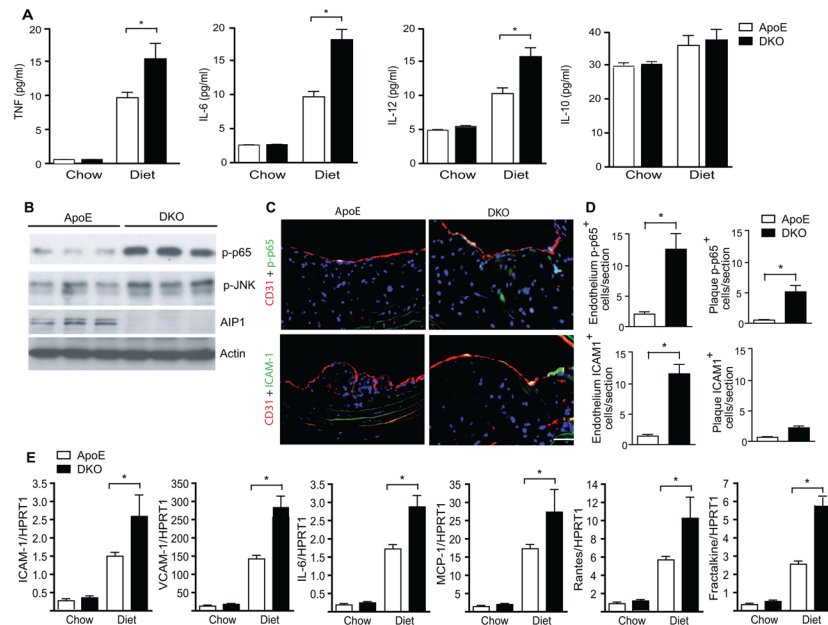 A
TNF (pg/ml)
20
15
10
5
0
*
Chow Diet
IL-6 (pg/ml)
20
15
10
5
0
*
Chow Diet
IL-12 (pg/ml)
20
15
10
5
0
*
Chow Diet
IL-10 (pg/ml)
40
30
20
10
0
Chow Diet
ApoE
DKO
B
ApoE DKO
p-p65
p-JNK
AIP1
Actin
C
ApoE DKO
CD31 + p-p65
CD31 + ICAM-1
D
ApoE
DKO
Endothelium p-p65+
cells/section
15
10
5
0
*
Plaque p-p65+
cells/section
15
10
5
0
*
Endothelium ICAM1+
cells/section
15
10
5
0
*
Plaque ICAM1+
cells/section
15
10
5
0
E
ApoE
DKO
ICAM-1/HPRT1
3.5
3.0
2.5
2.0
1.5
1.0
0.5
*
Chow Diet
VCAM-1/HPRT1
350
300
250
200
150
100
50
0
*
Chow Diet
IL-6/HPRT1
3.5
3.0
2.5
2.0
1.5
1.0
0.5
0
*
Chow Diet
MCP-1/HPRT1
35
30
25
20
15
10
5
0
*
Chow Diet
Rantes/HPRT1
14
12
10
8
6
4
2
0
*
Chow Diet
Fractalkine/HPRT1
7
6
5
4
3
2
1
0
*
Chow Diet